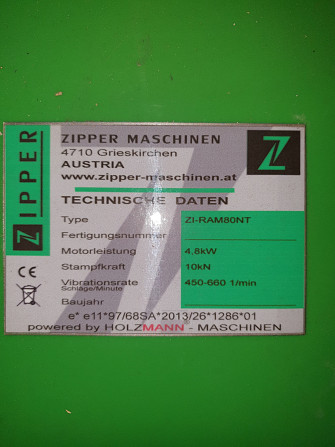 ZIPPER
ZIPPER MASCHINEN
4710 Grieskirchen
AUSTRIA
www.zipper-maschinen.at
Z
TECHNISCHE DATEN
Type ZI-RAM80NT
Fertigungsnummer
Motorleistung 4,8kW
Stampfkraft 10kN
Vibrationsrate 450-660 1/min
Schläge/Minute
Baujahr
CE
e* e11*97/68SA*2013/26*1286*01
powered by HOLZMANN - MASCHINEN